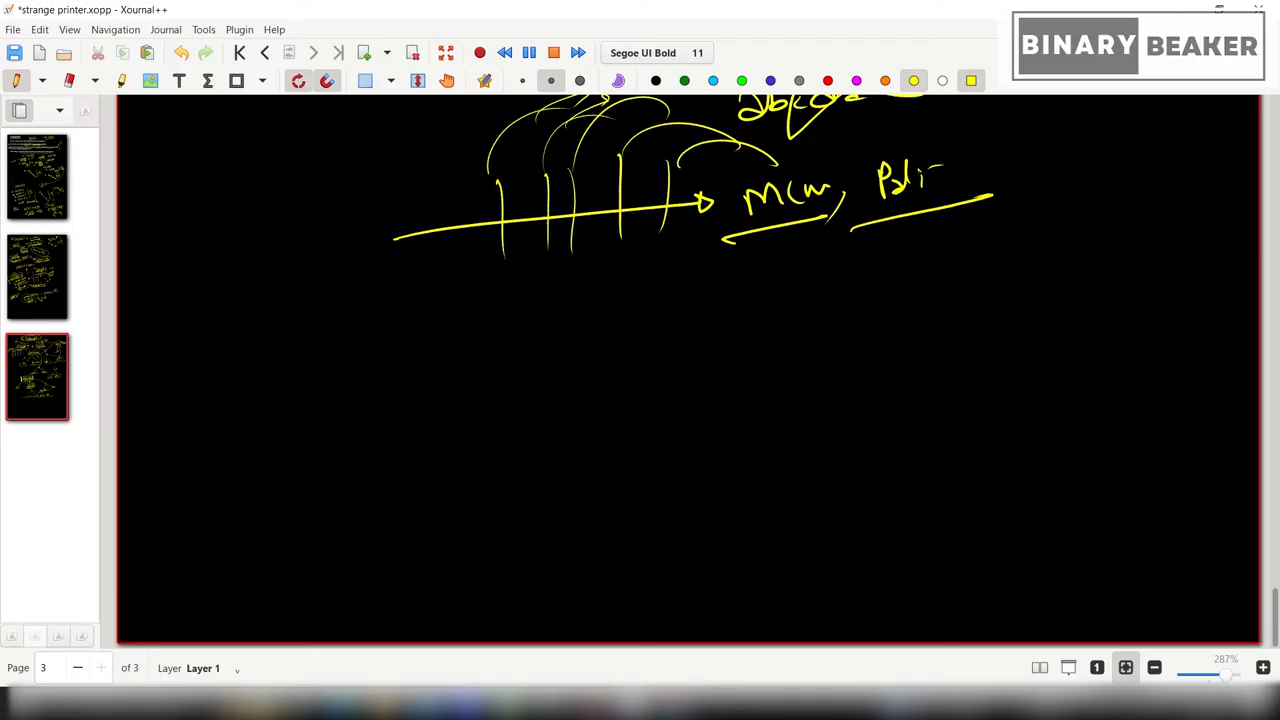 *strange printer.xopp - Xournal++
File Edit View Navigation Journal Tools Plugin Help
BINARY BEAKER
Segoe UI Bold 11
MCM,
Page 3 of 3 Layer Layer 1
287%